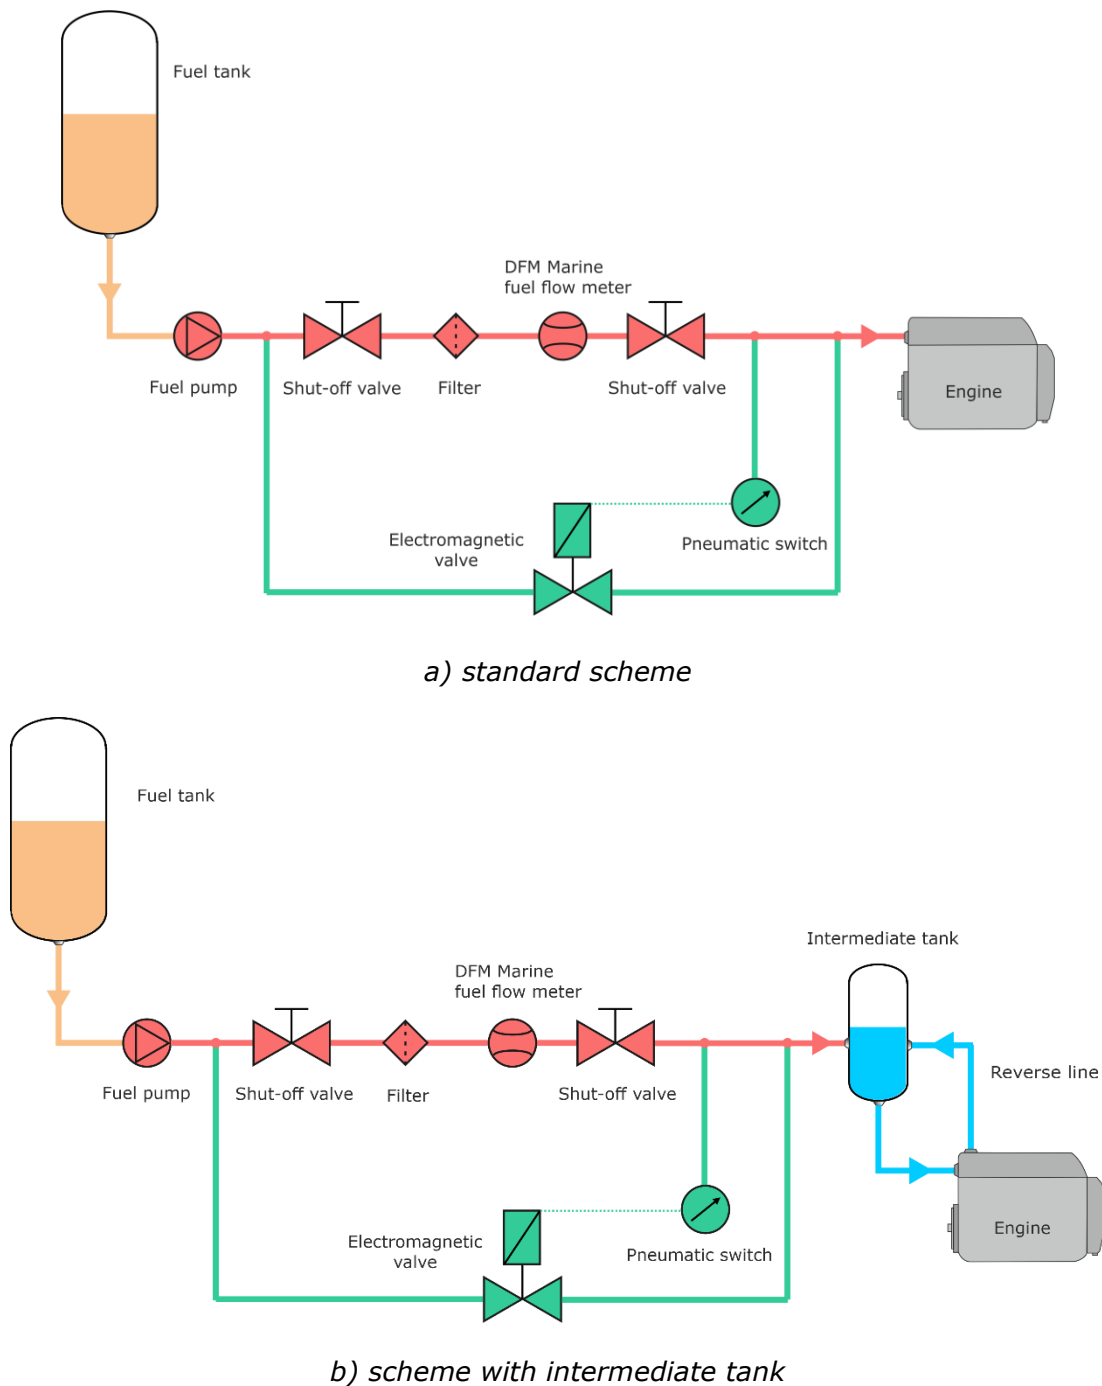 Fuel tank
DFM Marine
fuel flow meter
Fuel pump
Shut-off valve
Filter
Shut-off valve
Engine
Electromagnetic
valve
Pneumatic switch
a) standard scheme
Fuel tank
Intermediate tank
DFM Marine
fuel flow meter
Reverse line
Fuel pump
Shut-off valve
Filter
Shut-off valve
Engine
Electromagnetic
valve
Pneumatic switch
b) scheme with intermediate tank